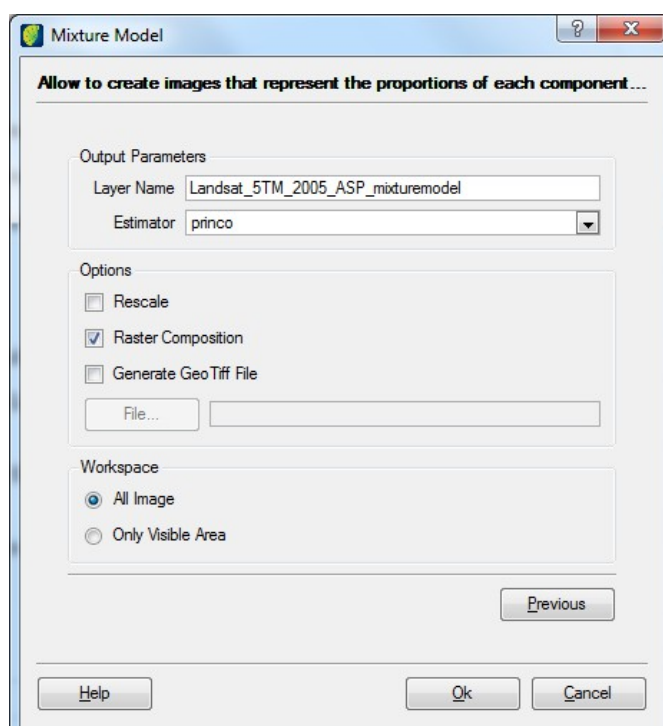 Mixture Model
Allow to create images that represent the proportions of each component...
Output Parameters
Layer Name Landsat_5TM_2005_ASP_mixturemodel
Estimator princo
Options
Rescale
Raster Composition
Generate GeoTiff File
File...
Workspace
All Image
Only Visible Area
Previous
Help Ok Cancel